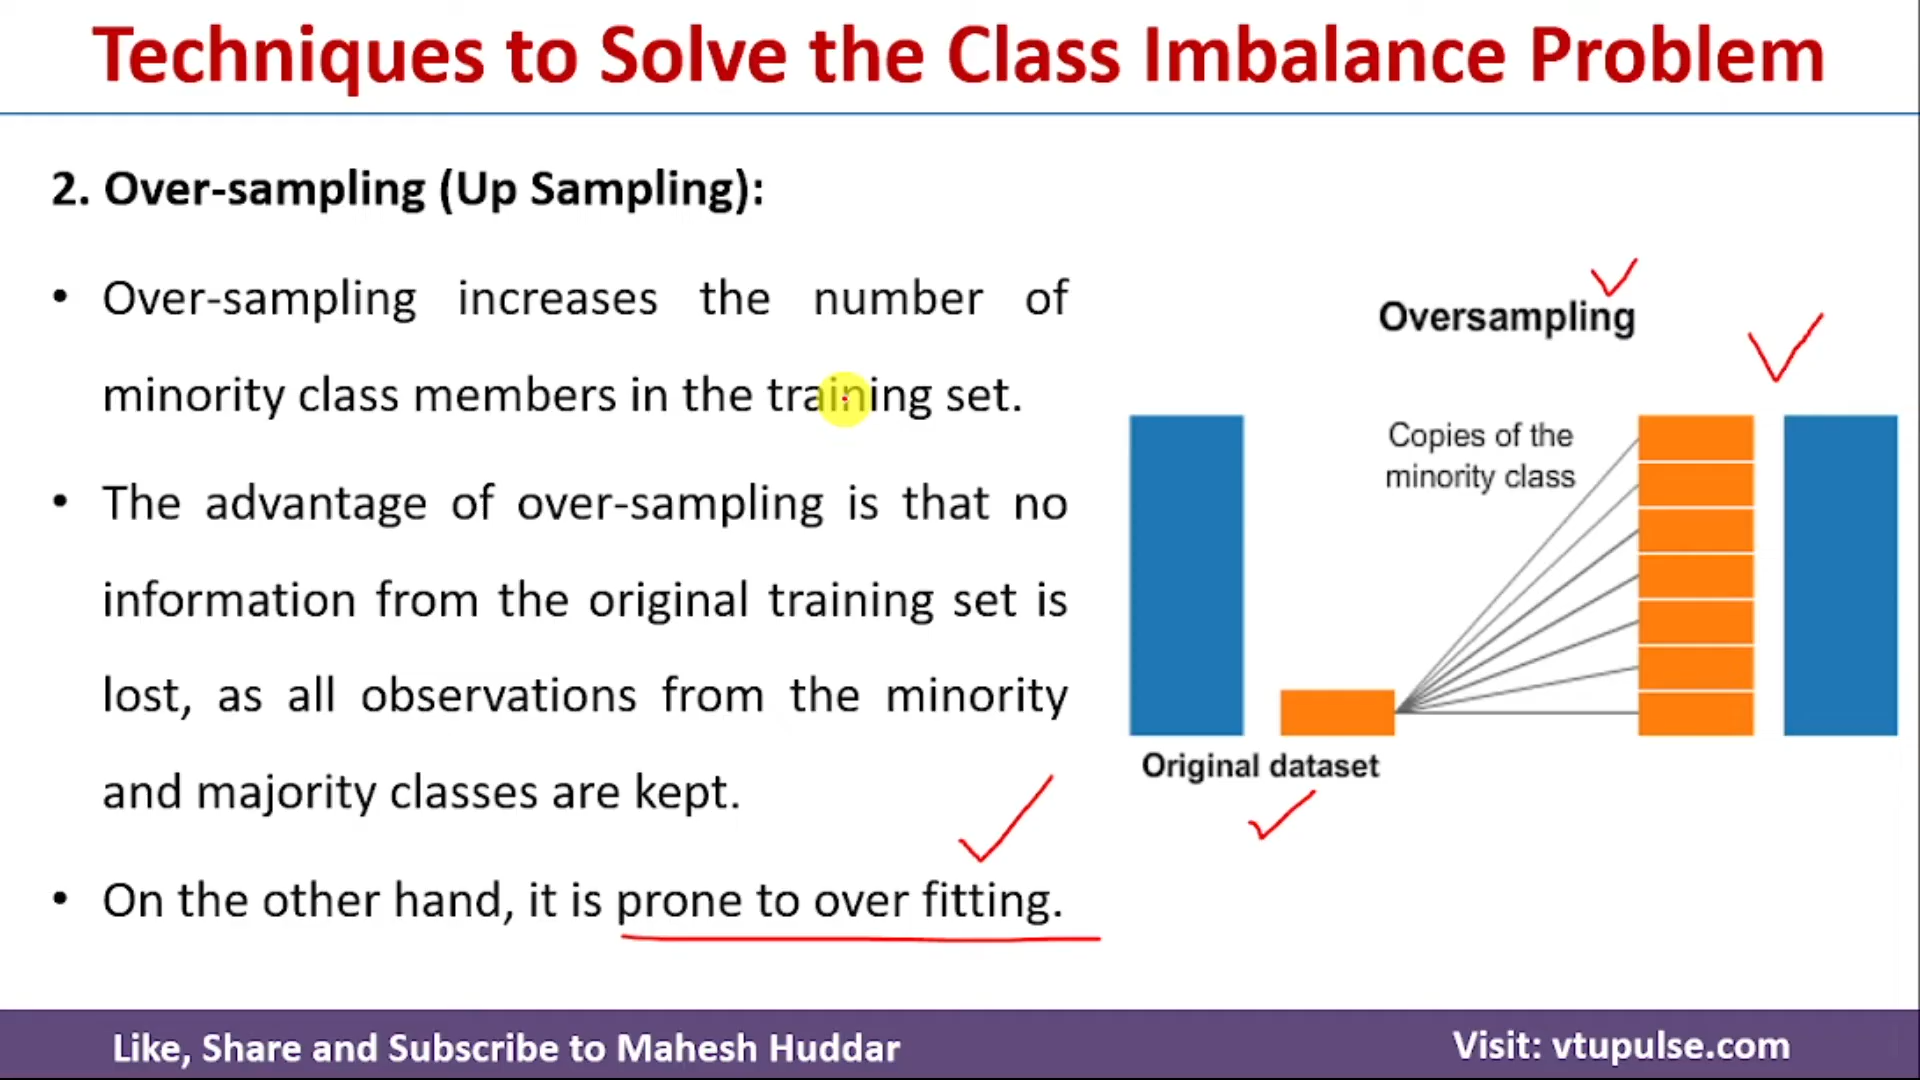 Techniques to Solve the Class Imbalance Problem
2. Over-sampling (Up Sampling):
• Over-sampling increases the number of
minority class members in the training set.
• The advantage of over-sampling is that no
information from the original training set is
lost, as all observations from the minority
and majority classes are kept.
• On the other hand, it is prone to over fitting.
Oversampling
Copies of the
minority class
Original dataset
Like, Share and Subscribe to Mahesh Huddar
Visit: vtupulse.com